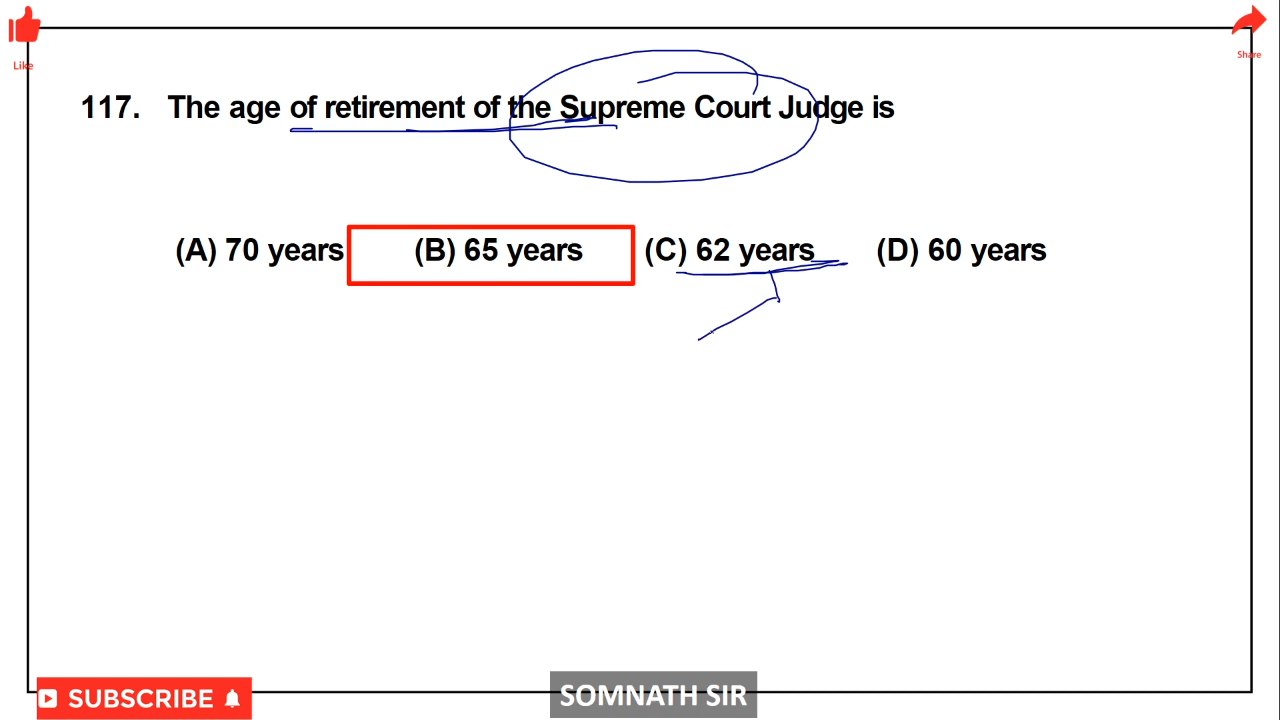 Like
Share
117. The age of retirement of the Supreme Court Judge is
(A) 70 years (B) 65 years (C) 62 years (D) 60 years
SUBSCRIBE
SOMNATH SIR